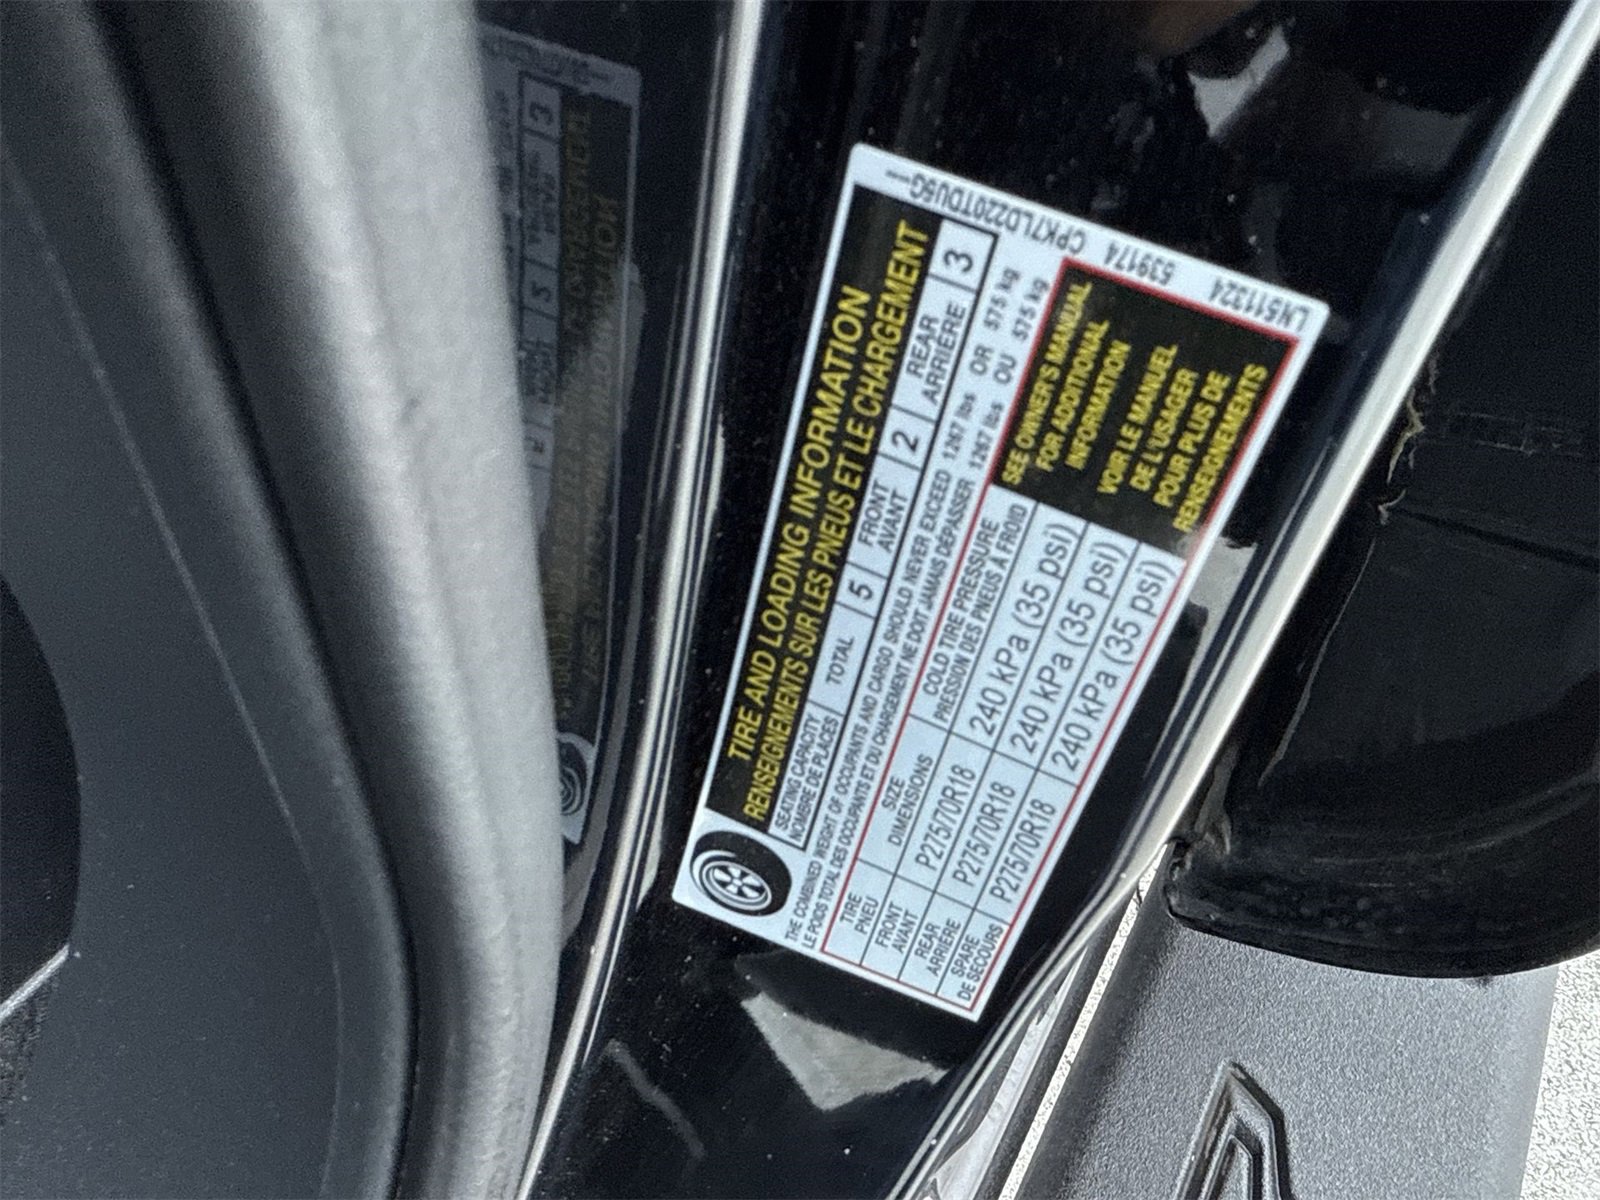 TIRE AND LOADING INFORMATION
RENSEIGNEMENTS SUR LES PNEUS ET LE CHARGEMENT
SEATING CAPACITY
NOMBRE DE PLACES
TOTAL 5
FRONT
AVANT
2
REAR
ARRIÈRE
3
THE COMBINED WEIGHT OF OCCUPANTS AND CARGO SHOULD NEVER EXCEED 1267 lbs OR 575 kg
LE POIDS TOTAL DES OCCUPANTS ET DU CHARGEMENT NE DOIT JAMAIS DÉPASSER 1267 lbs OU 575 kg
TIRE
PNEU
SIZE
DIMENSIONS
COLD TIRE PRESSURE
PRESSION DES PNEUS À FROID
FRONT
AVANT
P275/70R18
240 kPa (35 psi)
REAR
ARRIÈRE
P275/70R18
240 kPa (35 psi)
SPARE
DE SECOURS
P275/70R18
240 kPa (35 psi)
SEE OWNER'S MANUAL
FOR ADDITIONAL
INFORMATION
VOIR LE MANUEL
DE L'USAGER
POUR PLUS DE
RENSEIGNEMENTS
CPK7LD220TDU5G
539174
LN511324